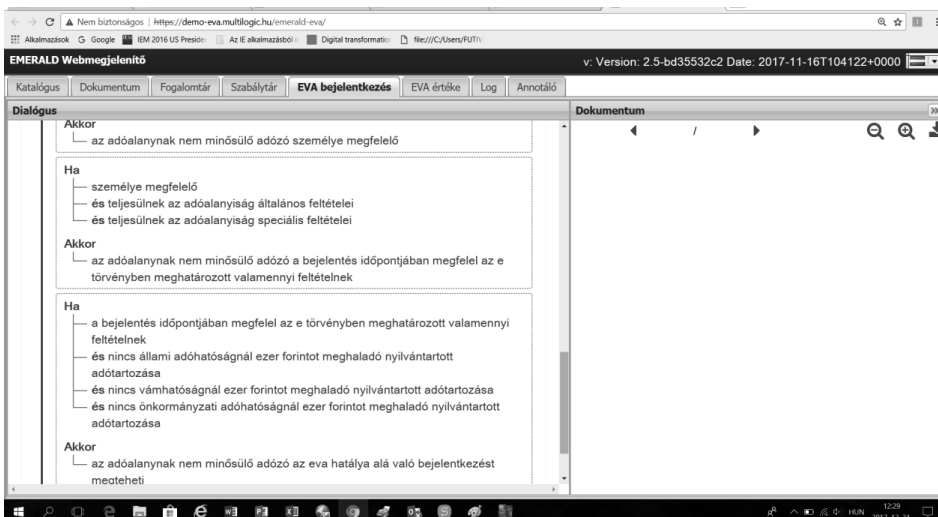 Nem biztonságos | https://demo-eva.multilogic.hu/emerald-eva/
Alkalmazások G Google IEM 2016 US Presider Az IE alkalmazásból i Digital transformatio file:///C:/Users/FUTIV
EMERALD Webmegjelenítő v: Version: 2.5-bd35532c2 Date: 2017-11-16T104122+0000
Katalógus Dokumentum Fogalomtár Szabálytár EVA bejelentkezés EVA értéke Log Annotáló
Dialógus Dokumentum
Akkor
az adóalanynak nem minősülő adózó személye megfelelő
/
Ha
személye megfelelő
és teljesülnek az adóalanyiság általános feltételei
és teljesülnek az adóalanyiság speciális feltételei
Akkor
az adóalanynak nem minősülő adózó a bejelentés időpontjában megfelel az e
törvényben meghatározott valamennyi feltételnek
Ha
a bejelentés időpontjában megfelel az e törvényben meghatározott valamennyi
feltételnek
és nincs állami adóhatóságnál ezer forintot meghaladó nyilvántartott
adótartozása
és nincs vámhatóságnál ezer forintot meghaladó nyilvántartott adótartozása
és nincs önkormányzati adóhatóságnál ezer forintot meghaladó nyilvántartott
adótartozása
Akkor
az adóalanynak nem minősülő adózó az eva hatálya alá való bejelentkezést
megteheti
HUN 12:29
2017-12-21